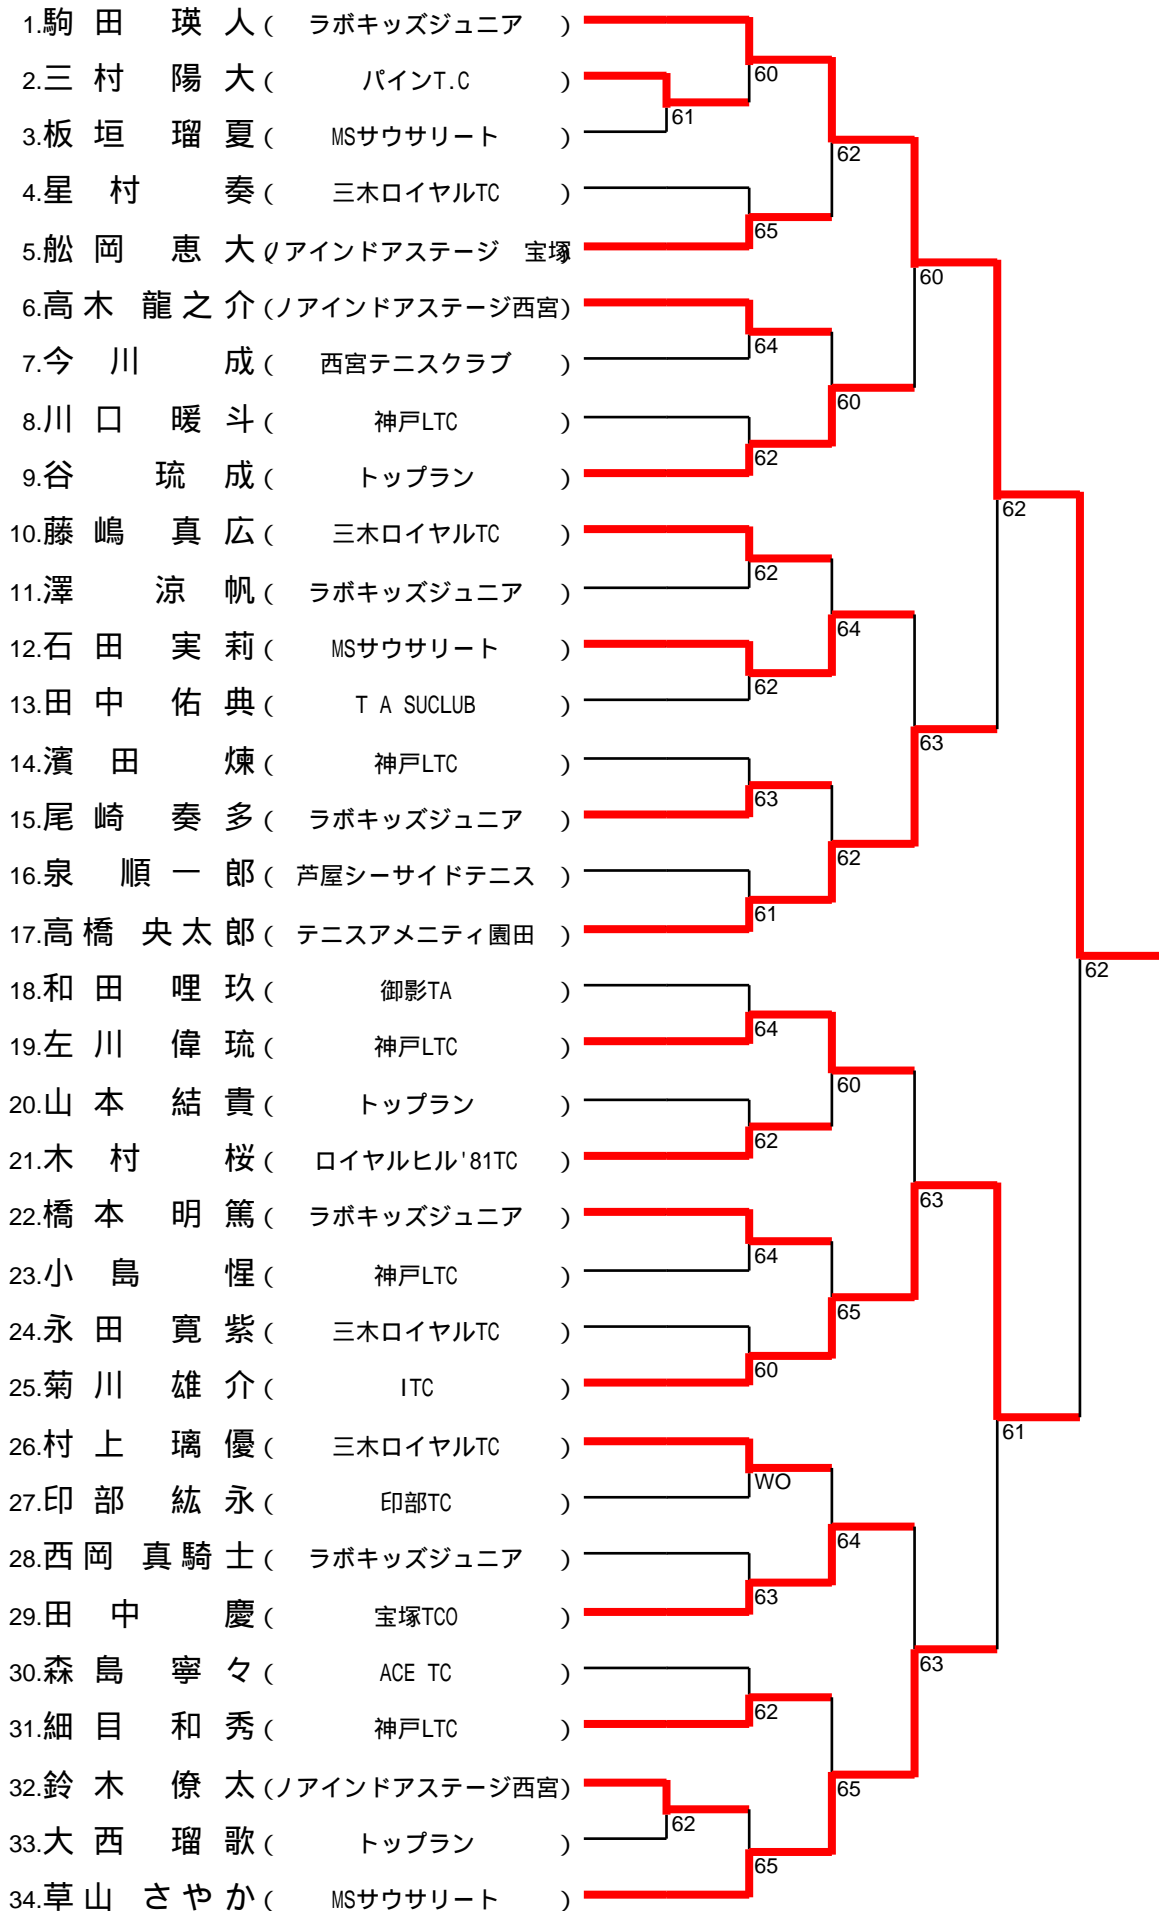 1.駒田 瑛人( ラボキッズジュニア )
60
2.三村 陽大( パインT.C )
61
3.板垣 瑠夏( MSサウサリート )
62
4.星村 奏( 三木ロイヤルTC )
65
5.舩岡 恵大(ノアインドアステージ 宝塚)
60
6.高木 龍之介(ノアインドアステージ西宮)
64
7.今川 成( 西宮テニスクラブ )
60
8.川口 暖斗( 神戸LTC )
62
9.谷 琉成( トップラン )
62
10.藤嶋 真広( 三木ロイヤルTC )
62
11.澤 涼帆( ラボキッズジュニア )
64
12.石田 実莉( MSサウサリート )
62
13.田中 佑典( T A SUCLUB )
63
14.濱田 煉( 神戸LTC )
63
15.尾崎 奏多( ラボキッズジュニア )
62
16.泉 順一郎( 芦屋シーサイドテニス )
61
17.高橋 央太郎( テニスアメニティ園田 )
62
18.和田 哩玖( 御影TA )
64
19.左川 偉琉( 神戸LTC )
60
20.山本 結貴( トップラン )
62
21.木村 桜( ロイヤルヒル'81TC )
63
22.橋本 明篤( ラボキッズジュニア )
64
23.小島 惺( 神戸LTC )
65
24.永田 寛紫( 三木ロイヤルTC )
60
25.菊川 雄介( ITC )
61
26.村上 璃優( 三木ロイヤルTC )
WO
27.印部 紘永( 印部TC )
64
28.西岡 真騎士( ラボキッズジュニア )
63
29.田中 慶( 宝塚TCO )
63
30.森島 寧々( ACE TC )
62
31.細目 和秀( 神戸LTC )
65
32.鈴木 僚太(ノアインドアステージ西宮)
62
33.大西 瑠歌( トップラン )
65
34.草山 さやか( MSサウサリート )